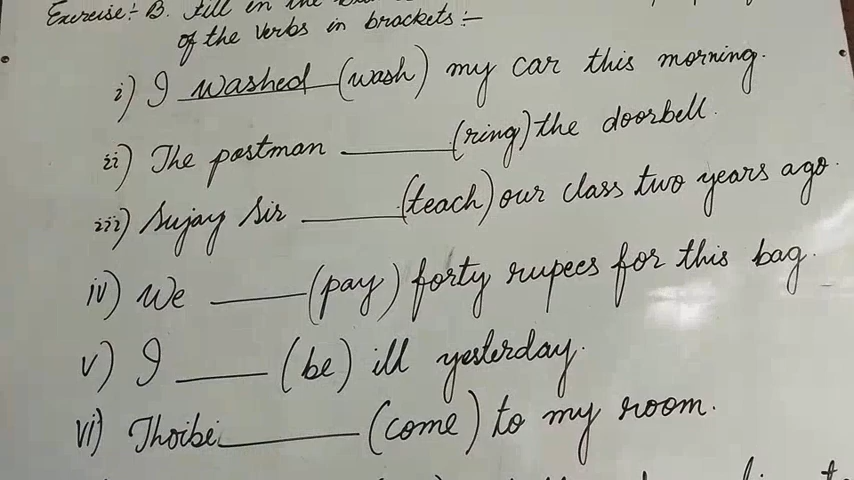 Exercise:- B. Fill in the
of the verbs in brackets:-
i) I washed (wash) my car this morning.
ii) The postman ______ (ring) the doorbell.
iii) Sujay Sir ______ (teach) our class two years ago.
iv) We ______ (pay) forty rupees for this bag.
v) I ______ (be) ill yesterday.
vi) Thoibi ______ (come) to my room.